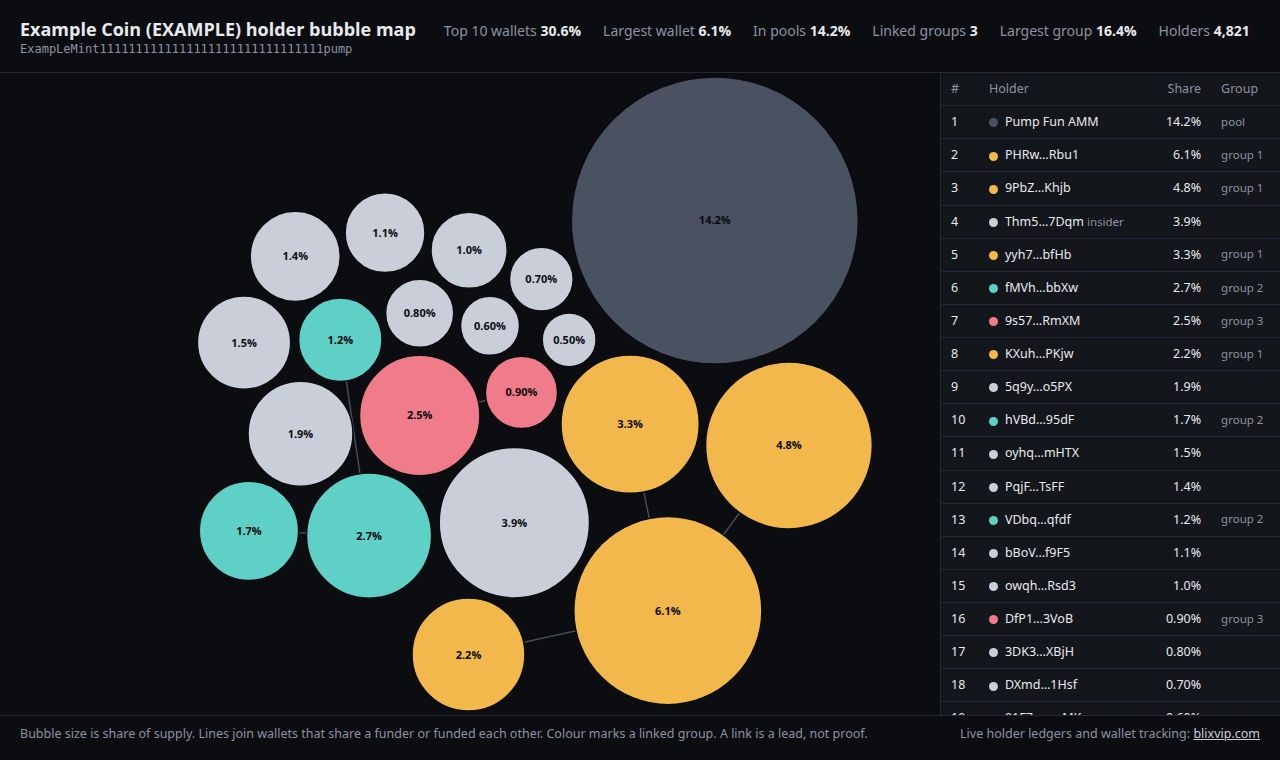 Example Coin (EXAMPLE) holder bubble map
Top 10 wallets 30.6% Largest wallet 6.1% In pools 14.2% Linked groups 3 Largest group 16.4% Holders 4,821
# Holder Share Group
1 Pump Fun AMM 14.2% pool
2 PHRw...Rbu1 6.1% group 1
3 9PbZ...Khjb 4.8% group 1
4 Thm5...7Dqm insider 3.9%
5 yyh7...bfHb 3.3% group 1
6 fMVh...bbXw 2.7% group 2
7 9s57...RmXM 2.5% group 3
8 KXuh...PKjw 2.2% group 1
9 5q9y...o5PX 1.9%
10 hVBd...95dF 1.7% group 2
11 oyhq...mHTX 1.5%
12 PqjF...TsFF 1.4%
13 VDbq...qfdf 1.2% group 2
14 bBoV...f9F5 1.1%
15 owqh...Rsd3 1.0%
16 DfP1...3VoB 0.90% group 3
17 3DK3...XBjH 0.80%
18 DXmd...1Hsf 0.70%
14.2%
1.1%
1.0%
1.4%
0.70%
0.80%
0.60%
1.2%
0.50%
1.5%
0.90%
2.5%
3.3%
1.9%
4.8%
3.9%
1.7%
2.7%
6.1%
2.2%
Bubble size is share of supply. Lines join wallets that share a funder or funded each other. Colour marks a linked group. A link is a lead, not proof.
Live holder ledgers and wallet tracking: blixvip.com